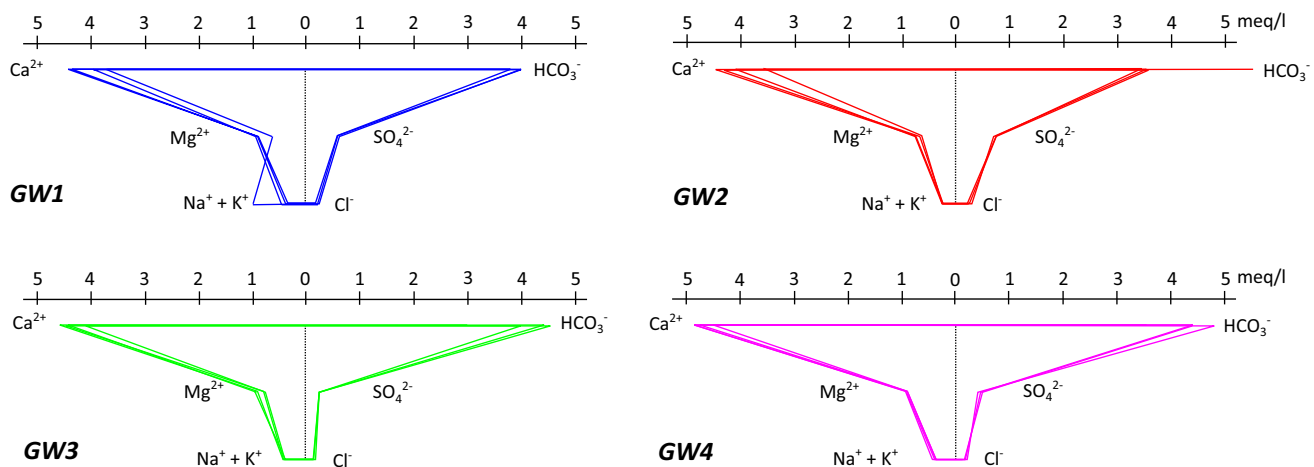 5 4 3 2 1 0 1 2 3 4 5
Ca²⁺ HCO₃⁻
Mg²⁺ SO₄²⁻
GW1 Na⁺ + K⁺ Cl⁻
5 4 3 2 1 0 1 2 3 4 5 meq/l
Ca²⁺ HCO₃⁻
Mg²⁺ SO₄²⁻
GW2 Na⁺ + K⁺ Cl⁻
5 4 3 2 1 0 1 2 3 4 5
Ca²⁺ HCO₃⁻
Mg²⁺ SO₄²⁻
GW3 Na⁺ + K⁺ Cl⁻
5 4 3 2 1 0 1 2 3 4 5 meq/l
Ca²⁺ HCO₃⁻
Mg²⁺ SO₄²⁻
GW4 Na⁺ + K⁺ Cl⁻